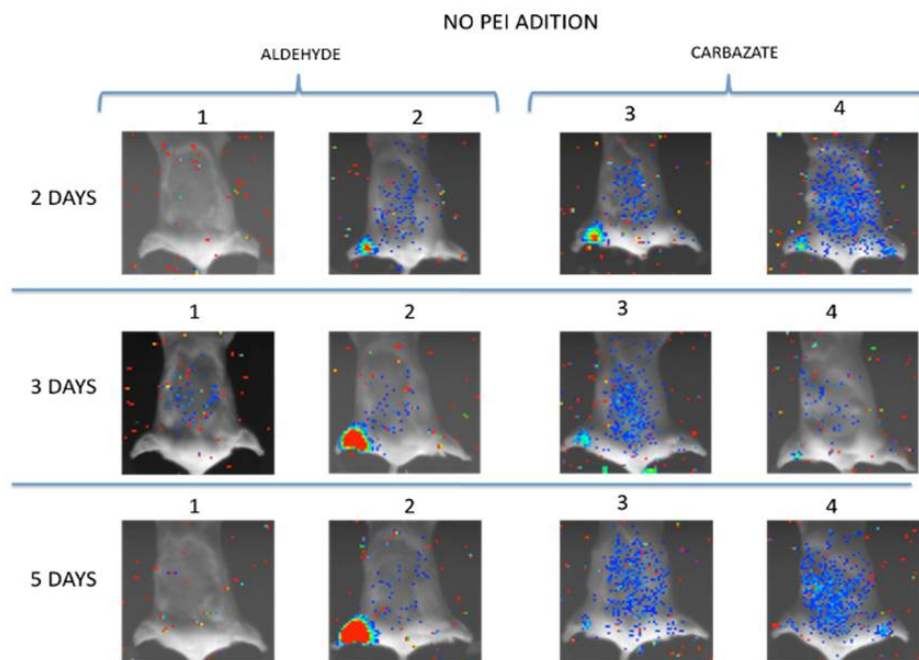 NO PEI ADITION
ALDEHYDE CARBAZATE
1 2 3 4
2 DAYS
1 2 3 4
3 DAYS
1 2 3 4
5 DAYS